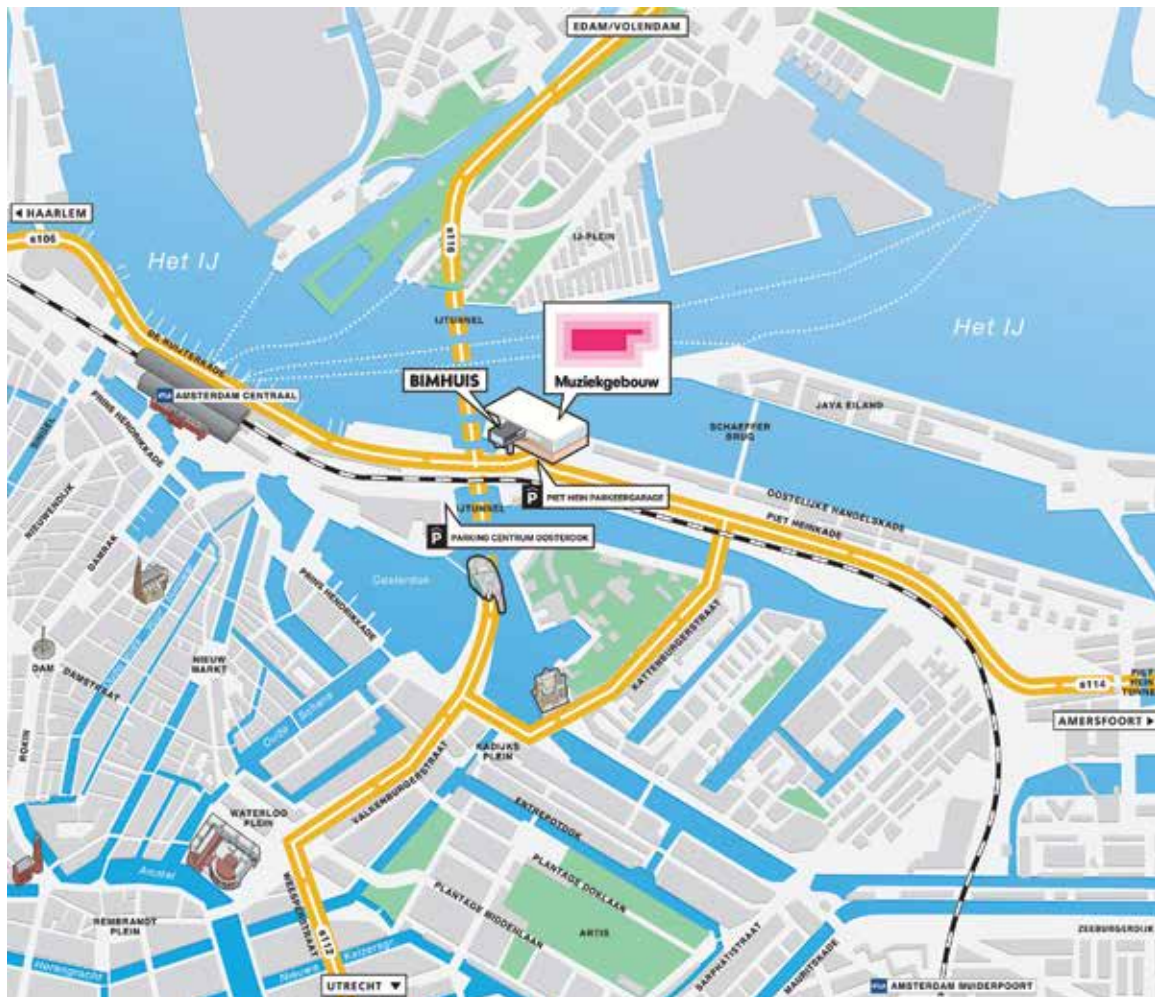 EDAM/VOLENDAM
HAARLEM
s106
s116
IJ-PLEIN
Het IJ
Het IJ
IJTUNNEL
DE RUIJTERKADE
BIMHUIS
Muziekgebouw
AMSTERDAM CENTRAAL
JAVA EILAND
SCHAEFFER
BRUG
SINGEL
PRINS HENDRIKKADE
OOSTELIJKE HANDELSKADE
PIET HEINKADE
P PIET HEIN PARKEERGARAGE
IJTUNNEL
P PARKING CENTRUM OOSTERDOK
NIEUWENDIJK
DAMRAK
Oosterdok
PRINS HENDRIKKADE
KATTENBURGERSTRAAT
DAM
DAMSTRAAT
NIEUW
MARKT
Oude Schans
s114
PIET
HEIN
TUNNEL
AMERSFOORT
ROKIN
KADIJKS
PLEIN
VALKENBURGERSTRAAT
ENTREPOTDOK
WATERLOO
PLEIN
Amstel
PLANTAGE DOKLAAN
PLANTAGE MIDDENLAAN
WEESPERSTRAAT
REMBRANDT
PLEIN
ARTIS
s112
SARPHATISTRAAT
MAURITSKADE
ZEEBURGERDIJK
Herengracht
Nieuwe Keizersgr.
UTRECHT
AMSTERDAM MUIDERPOORT